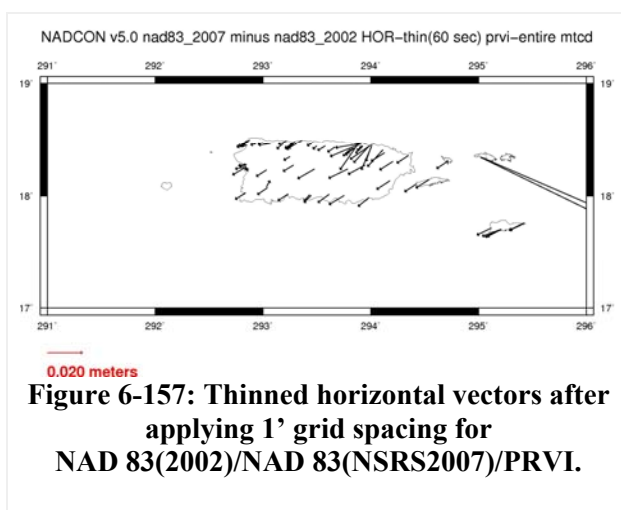 NADCON v5.0 nad83_2007 minus nad83_2002 HOR-thin(60 sec) prvi-entire mtcd
291˚ 292˚ 293˚ 294˚ 295˚ 296˚
19˚ 19˚
18˚ 18˚
17˚ 17˚
291˚ 292˚ 293˚ 294˚ 295˚ 296˚
0.020 meters
Figure 6-157: Thinned horizontal vectors after
applying 1’ grid spacing for
NAD 83(2002)/NAD 83(NSRS2007)/PRVI.